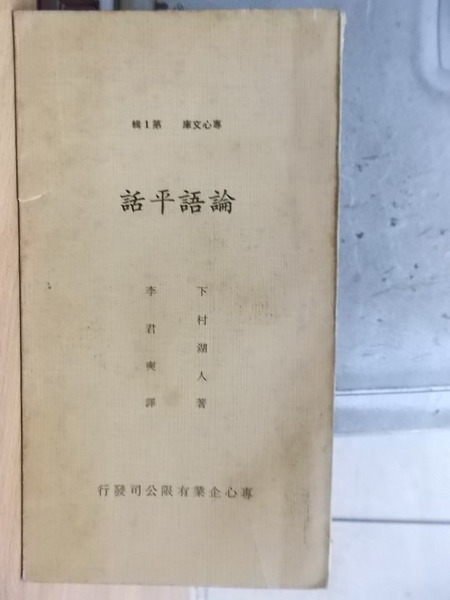 專心文庫 第1輯
論語平話
下村湖人著
李君奭譯
專心企業有限公司發行